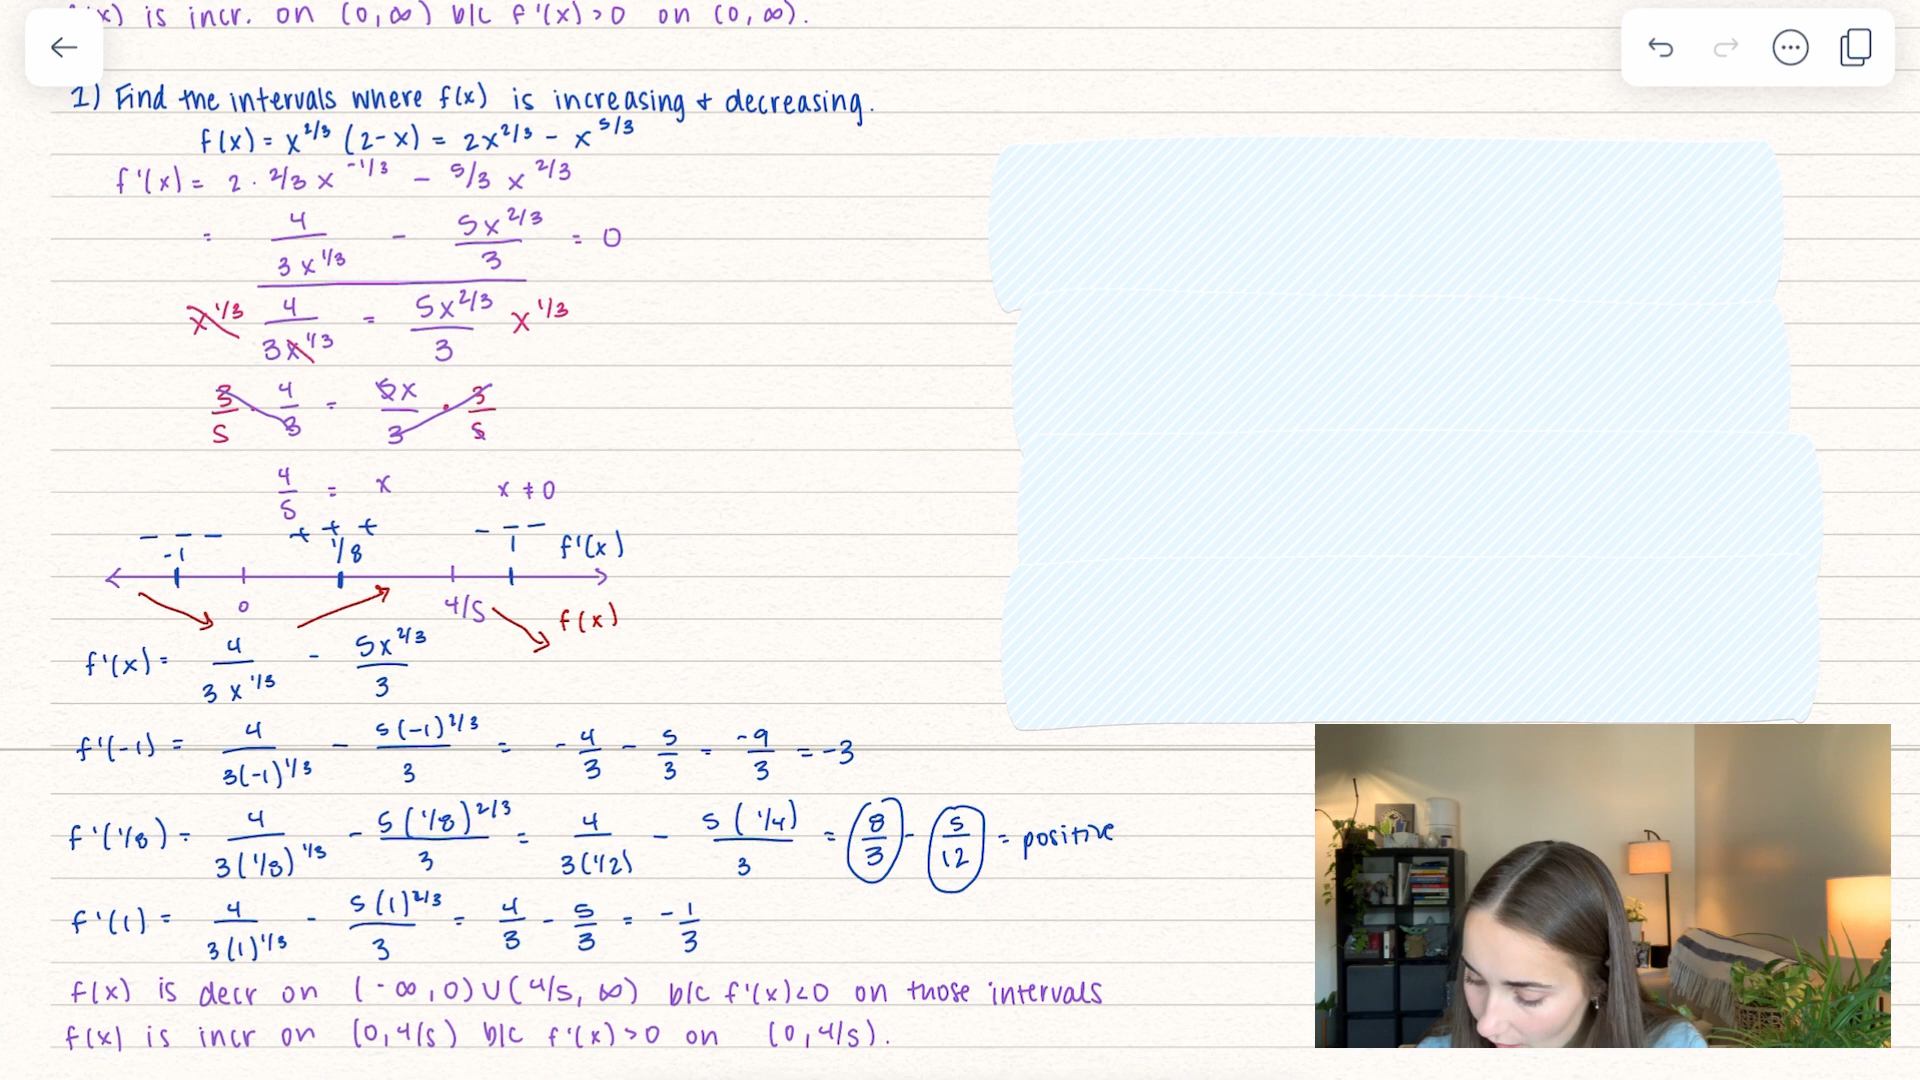 (x) is incr. on (0,∞) b/c f'(x)>0 on (0,∞).
1) Find the intervals where f(x) is increasing + decreasing.
f(x) = x^2/3 (2-x) = 2x^2/3 - x^5/3
f'(x) = 2 · 2/3 x^-1/3 - 5/3 x^2/3
= 4/3x^1/3 - 5x^2/3/3 = 0
x^1/3 4/3x^1/3 = 5x^2/3/3 x^1/3
3/5 · 4/3 = 5x/3 · 3/5
4/5 = x x ≠ 0
- - - + + + - - -
-1 1/8 1 f'(x)
0 4/5 f(x)
f'(x) = 4/3x^1/3 - 5x^2/3/3
f'(-1) = 4/3(-1)^1/3 - 5(-1)^2/3/3 = -4/3 - 5/3 = -9/3 = -3
f'(1/8) = 4/3(1/8)^1/3 - 5(1/8)^2/3/3 = 4/3(1/2) - 5(1/4)/3 = 8/3 - 5/12 = positive
f'(1) = 4/3(1)^1/3 - 5(1)^2/3/3 = 4/3 - 5/3 = -1/3
f(x) is decr on (-∞,0)∪(4/5,∞) b/c f'(x)<0 on those intervals
f(x) is incr on (0,4/5) b/c f'(x)>0 on (0,4/5).